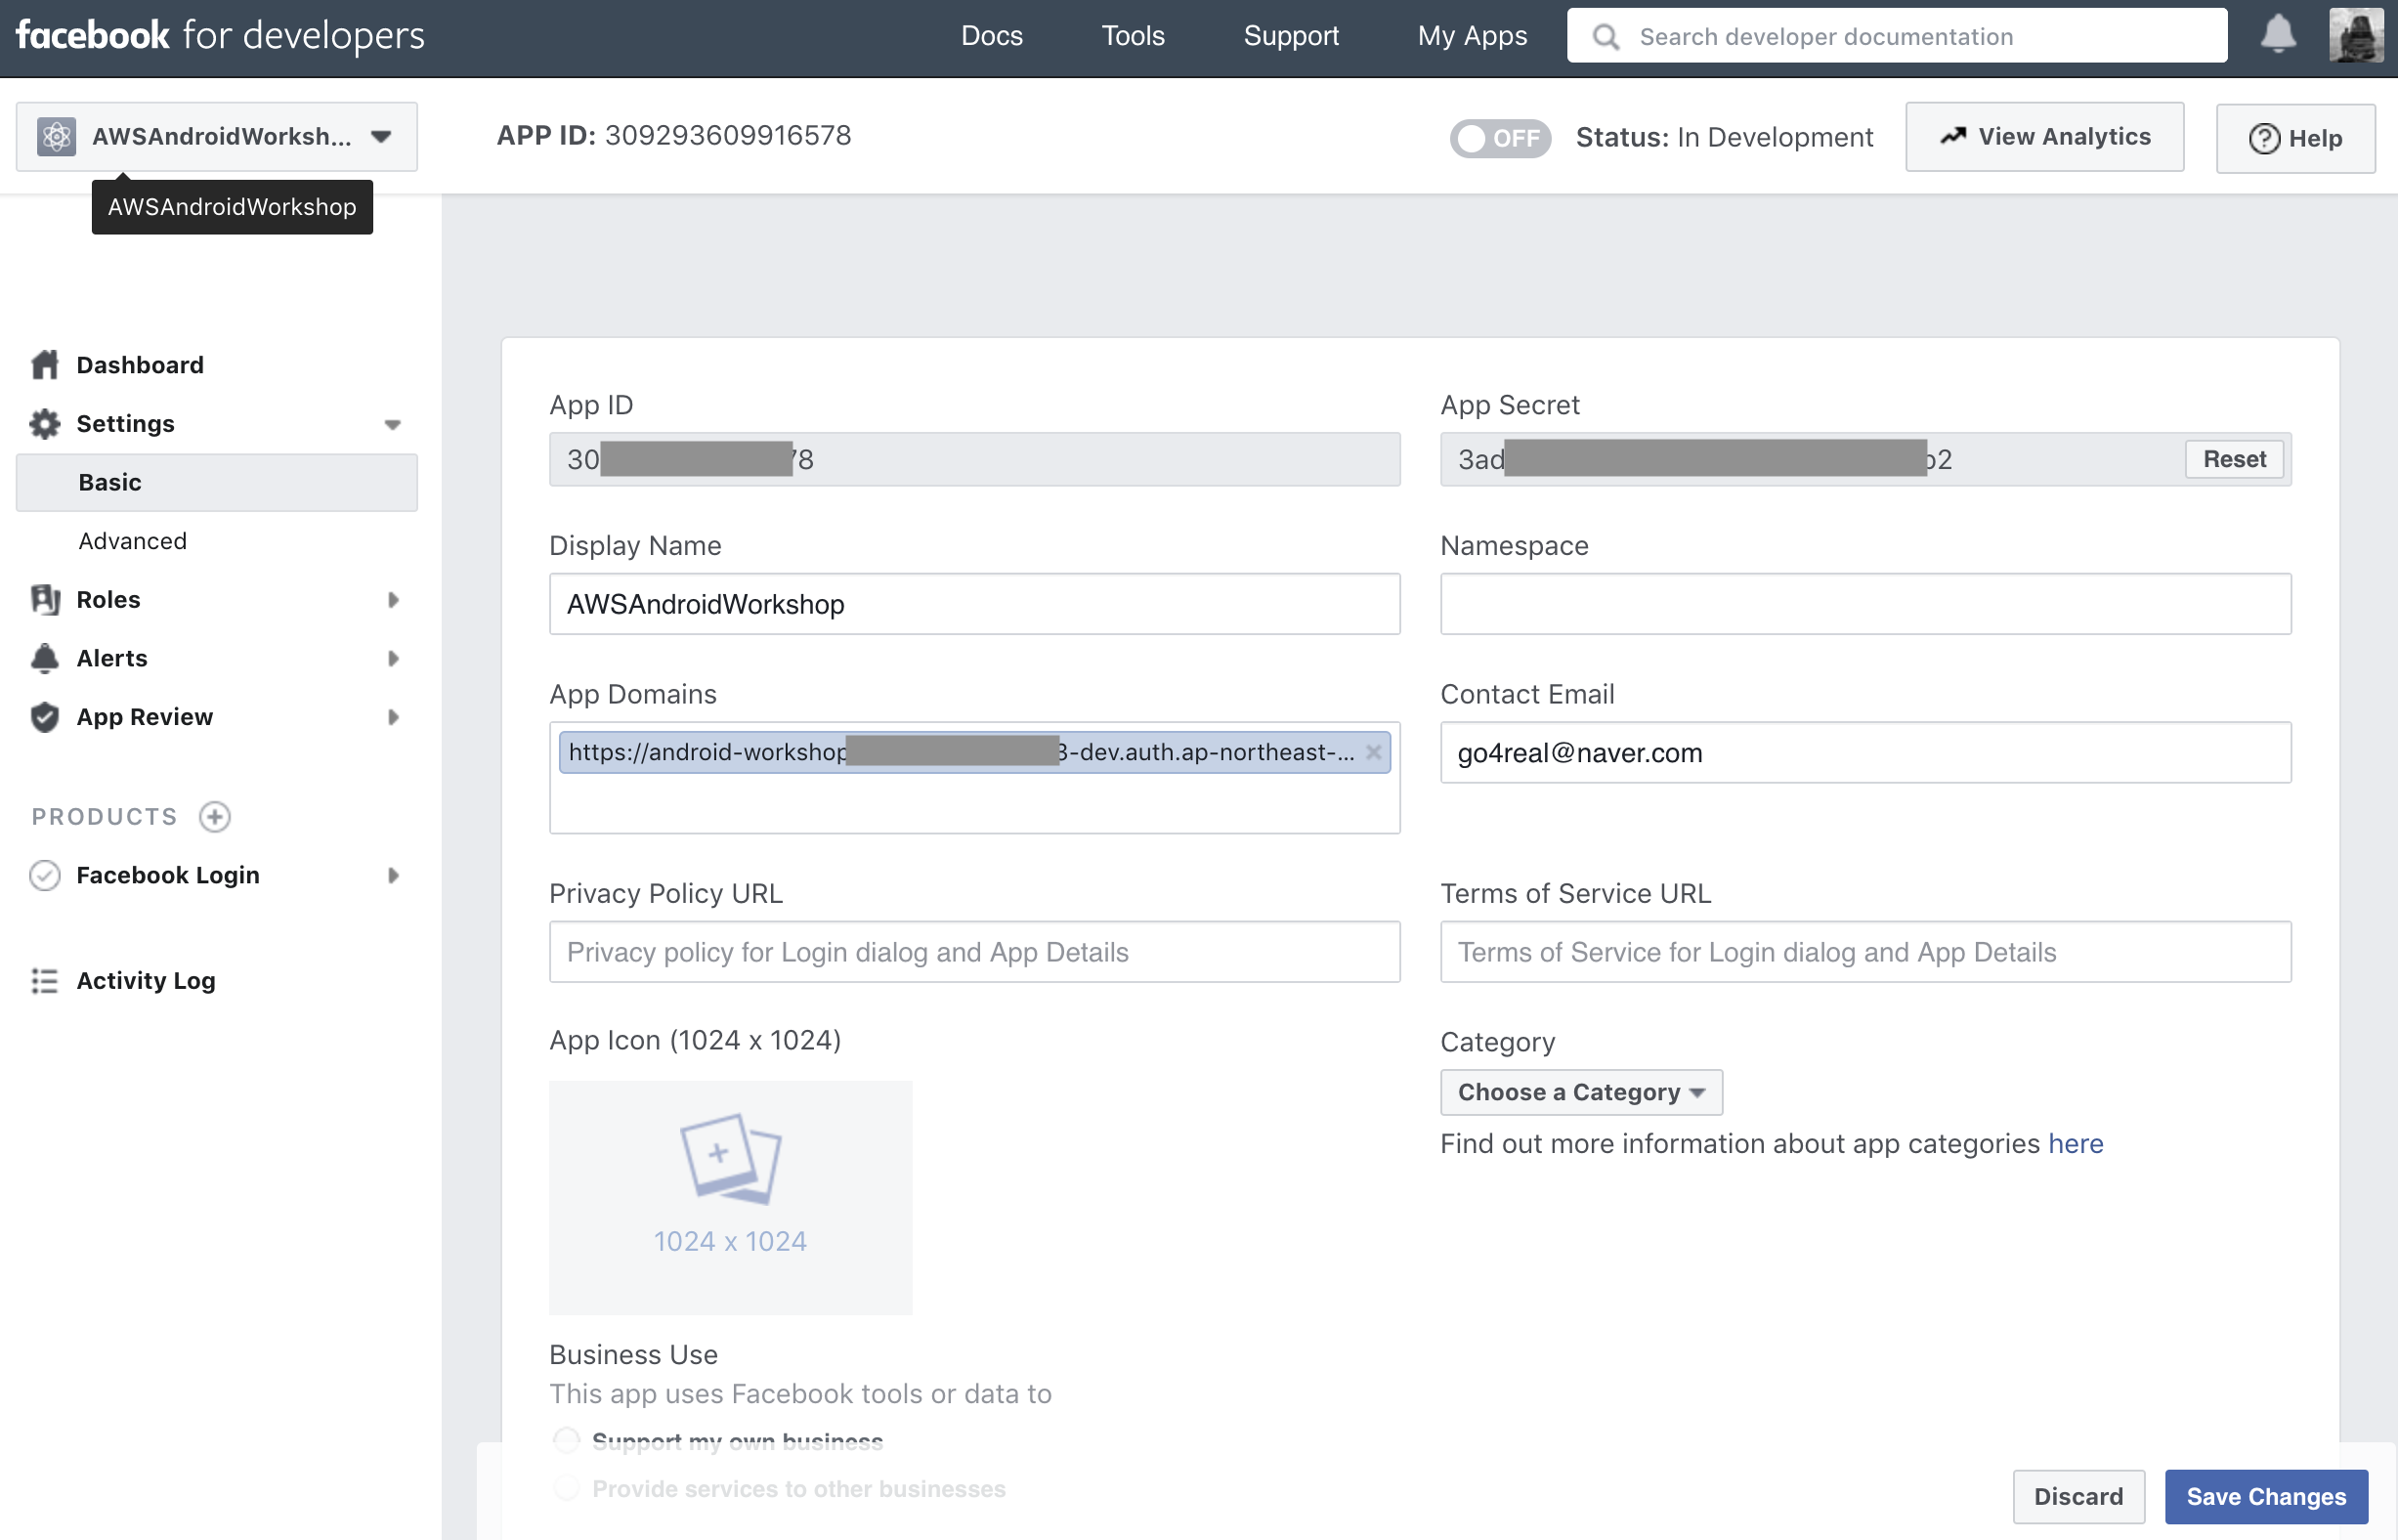 facebook for developers
Docs
Tools
Support
My Apps
Search developer documentation
AWSAndroidWorksh...
APP ID: 309293609916578
OFF
Status: In Development
View Analytics
Help
AWSAndroidWorkshop
Dashboard
Settings
Basic
Advanced
Roles
Alerts
App Review
PRODUCTS
Facebook Login
Activity Log
App ID
30 78
App Secret
3ad b2
Reset
Display Name
AWSAndroidWorkshop
Namespace
App Domains
https://android-workshop 3-dev.auth.ap-northeast-...
Contact Email
go4real@naver.com
Privacy Policy URL
Privacy policy for Login dialog and App Details
Terms of Service URL
Terms of Service for Login dialog and App Details
App Icon (1024 x 1024)
1024 x 1024
Category
Choose a Category
Find out more information about app categories here
Business Use
This app uses Facebook tools or data to
Support my own business
Provide services to other businesses
Discard
Save Changes